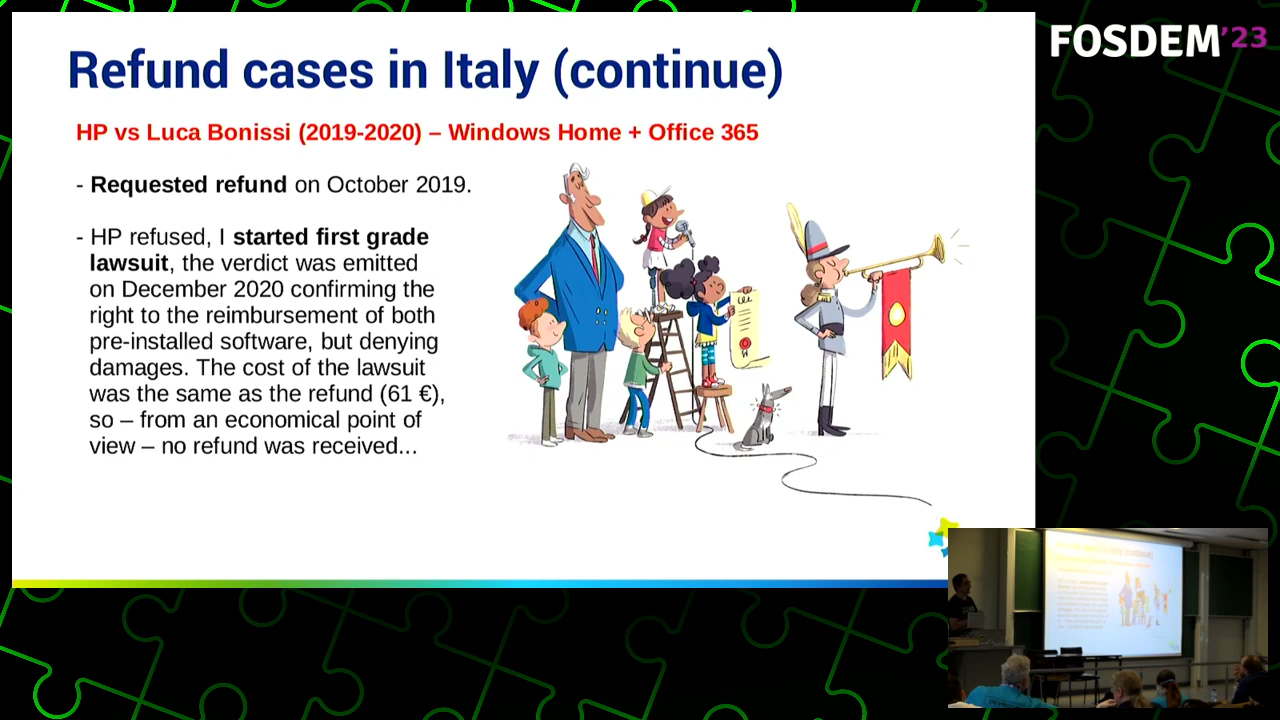 Refund cases in Italy (continue)
FOSDEM'23
HP vs Luca Bonissi (2019-2020) – Windows Home + Office 365
- Requested refund on October 2019.
- HP refused, I started first grade
lawsuit, the verdict was emitted
on December 2020 confirming the
right to the reimbursement of both
pre-installed software, but denying
damages. The cost of the lawsuit
was the same as the refund (61 €),
so – from an economical point of
view – no refund was received...